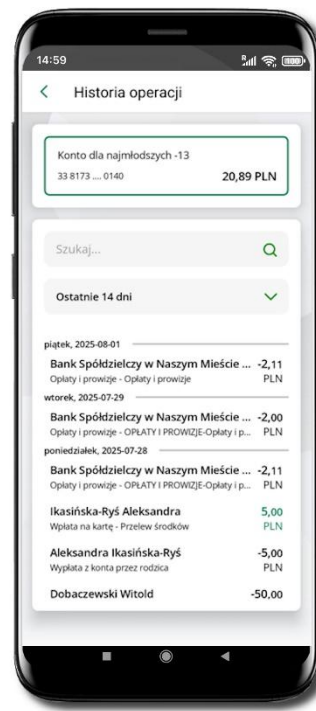 14:59
Historia operacji
Konto dla najmłodszych -13
33 8173 .... 0140 20,89 PLN
Szukaj...
Ostatnie 14 dni
piątek, 2025-08-01
Bank Spółdzielczy w Naszym Mieście ... -2,11
Opłaty i prowizje - Opłaty i prowizje PLN
wtorek, 2025-07-29
Bank Spółdzielczy w Naszym Mieście ... -2,00
Opłaty i prowizje - OPŁATY I PROWIZJE-Opłaty i p... PLN
poniedziałek, 2025-07-28
Bank Spółdzielczy w Naszym Mieście ... -2,11
Opłaty i prowizje - OPŁATY I PROWIZJE-Opłaty i p... PLN
Ikasińska-Ryś Aleksandra 5,00
Wpłata na kartę - Przelew środków PLN
Aleksandra Ikasińska-Ryś -5,00
Wypłata z konta przez rodzica PLN
Dobaczewski Witold -50,00